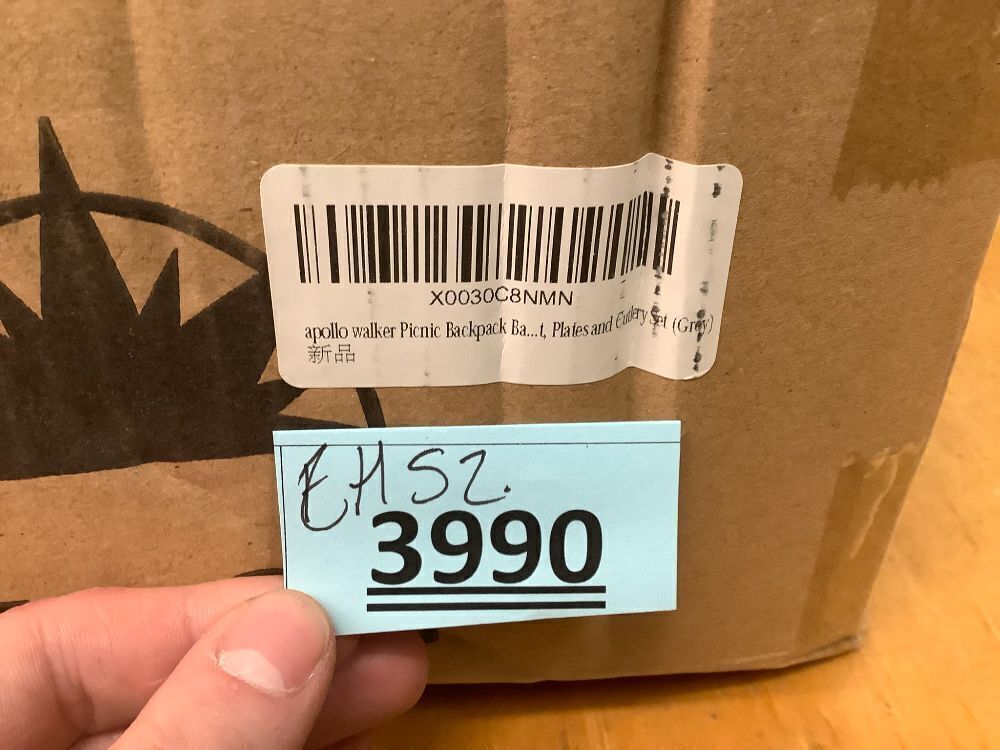 X0030C8NMN
apollo walker Picnic Backpack Ba...t, Plates and Cutlery Set (Grey)
新品
EHS2.
3990